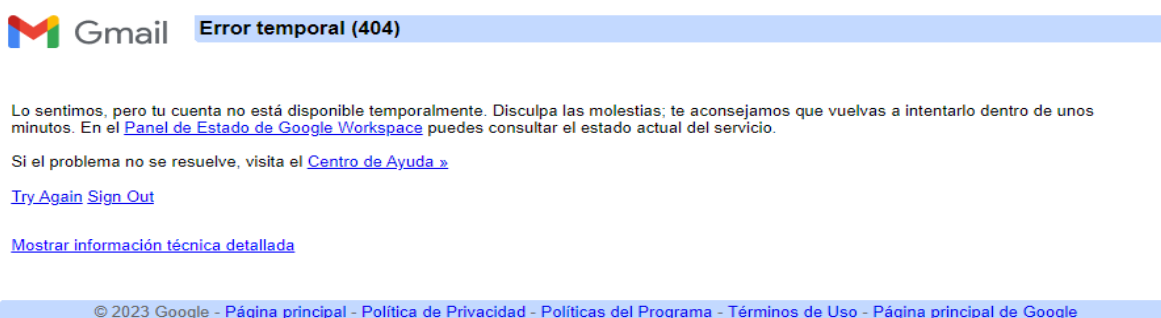 Gmail Error temporal (404)
Lo sentimos, pero tu cuenta no está disponible temporalmente. Disculpa las molestias; te aconsejamos que vuelvas a intentarlo dentro de unos
minutos. En el Panel de Estado de Google Workspace puedes consultar el estado actual del servicio.
Si el problema no se resuelve, visita el Centro de Ayuda »
Try Again Sign Out
Mostrar información técnica detallada
© 2023 Google - Página principal - Política de Privacidad - Políticas del Programa - Términos de Uso - Página principal de Google